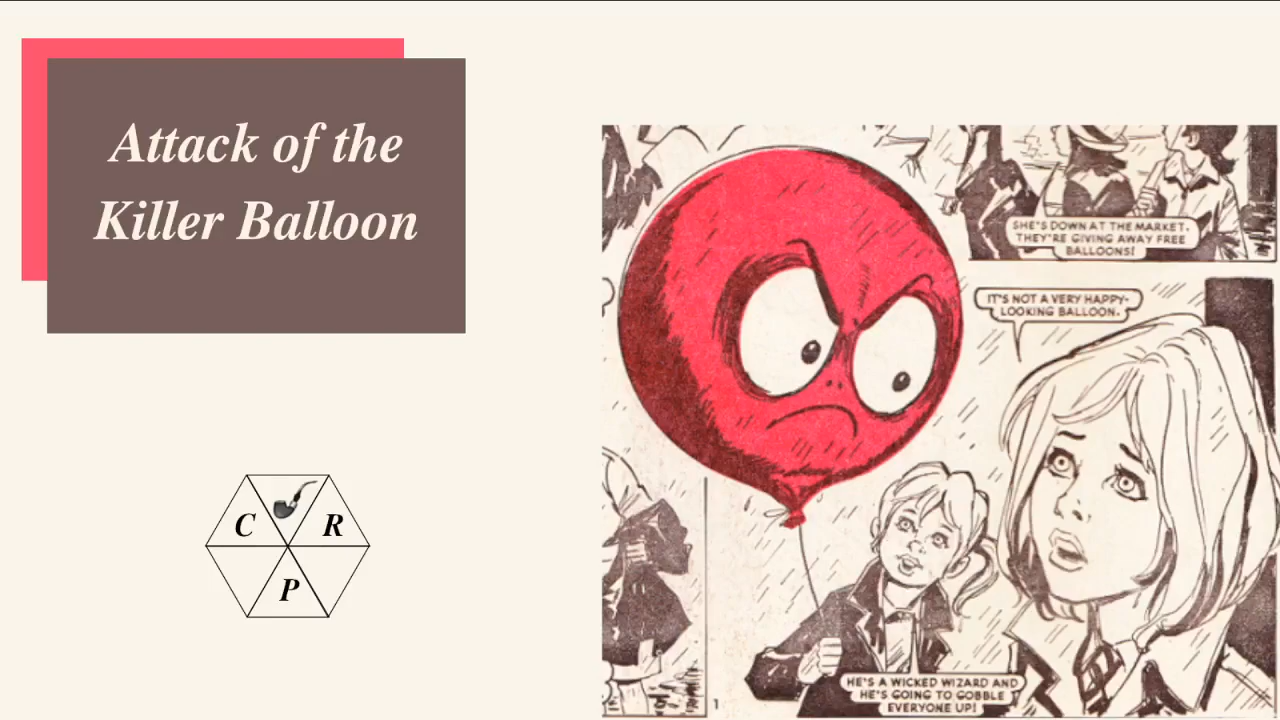 Attack of the
Killer Balloon
C
R
P
SHE'S DOWN AT THE MARKET.
THEY'RE GIVING AWAY FREE
BALLOONS!
IT'S NOT A VERY HAPPY-
LOOKING BALLOON.
HE'S A WICKED WIZARD AND
HE'S GOING TO GOBBLE
EVERYONE UP!
1